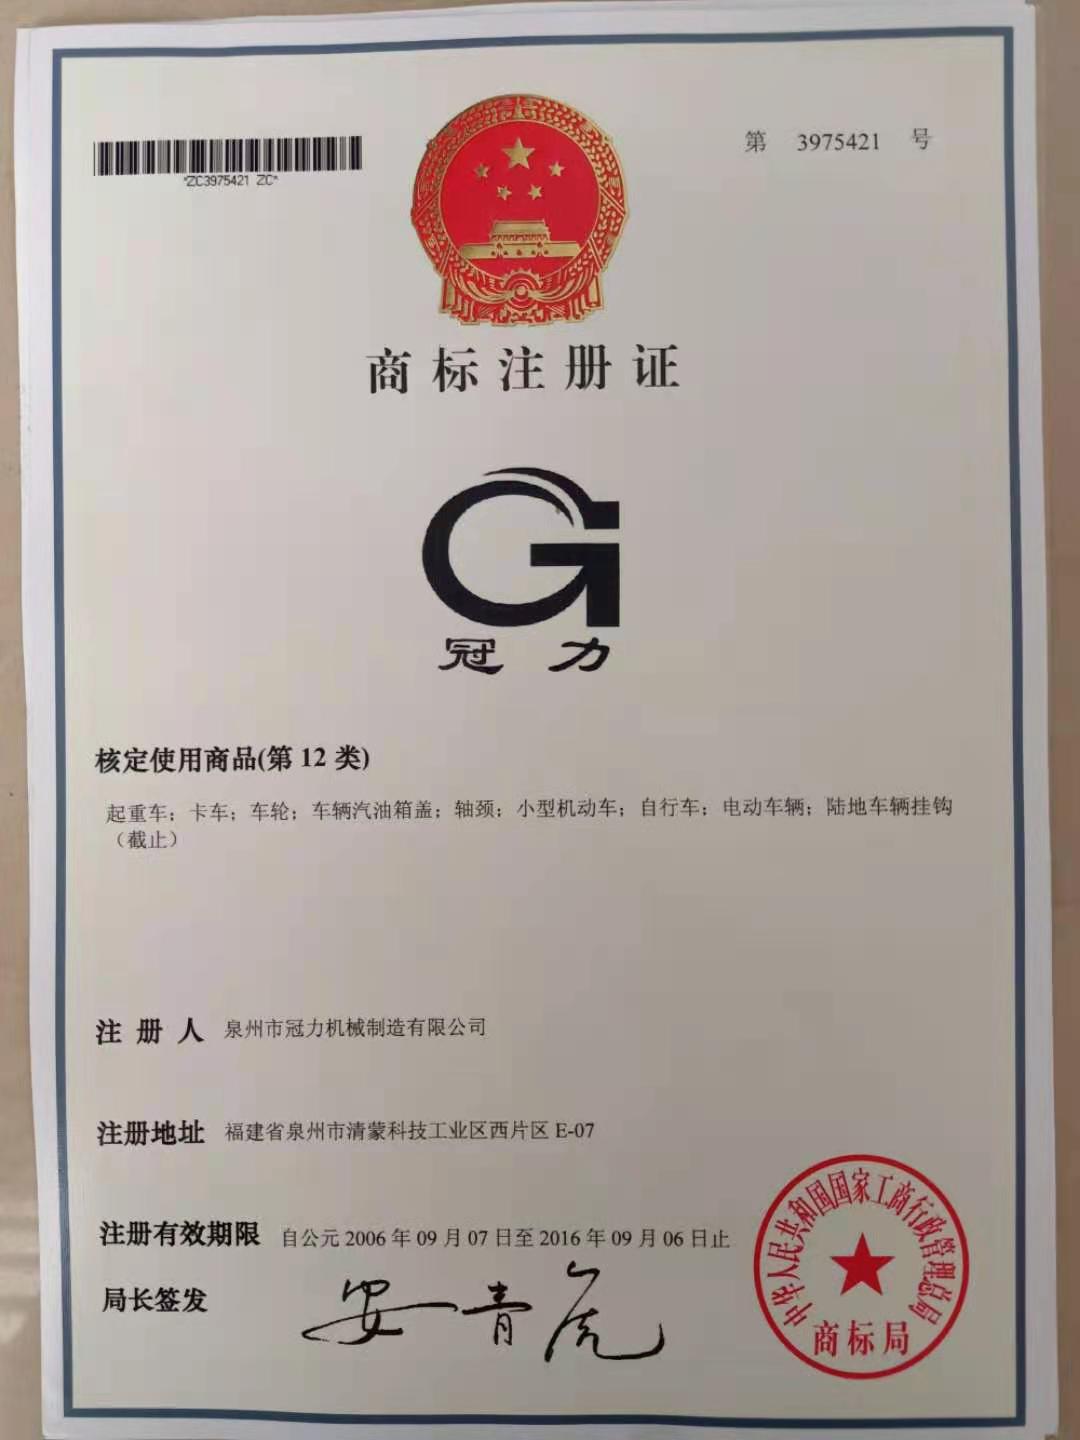 第 3975421 号
*ZC3975421 ZC*
商标注册证
G
冠力
核定使用商品(第 12 类)
起重车；卡车；车轮；车辆汽油箱盖；轴颈；小型机动车；自行车；电动车辆；陆地车辆挂钩
（截止）
注册人 泉州市冠力机械制造有限公司
注册地址 福建省泉州市清蒙科技工业区西片区 E-07
注册有效期限 自公元 2006 年 09 月 07 日至 2016 年 09 月 06 日止
局长签发 安青虎
中华人民共和国国家工商行政管理总局
商标局